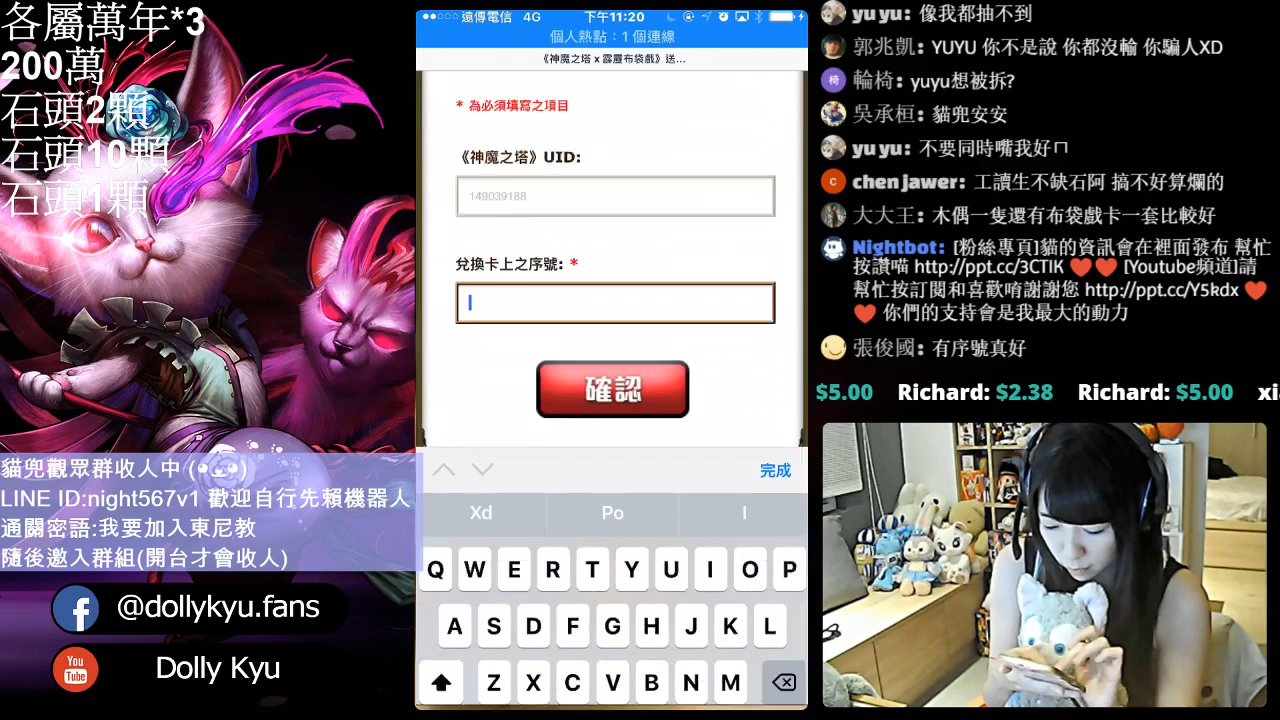 各屬萬年*3
200萬
石頭2顆
石頭10顆
石頭1顆
貓兜觀眾群收人中
LINE ID:night567v1 歡迎自行先賴機器人
通關密語:我要加入東尼教
隨後邀入群組(開台才會收人)
@dollykyu.fans
You Tube
Dolly Kyu
遠傳電信 4G 下午11:20
個人熱點：1 個連線
《神魔之塔 x 霹靂布袋戲》送...
* 為必須填寫之項目
《神魔之塔》UID:
149039188
兌換卡上之序號: *
確認
完成
Xd Po I
Q W E R T Y U I O P
A S D F G H J K L
Z X C V B N M
yu yu: 像我都抽不到
郭兆凱: YUYU 你不是說 你都沒輪 你騙人XD
椅 輪椅: yuyu想被拆?
吳承桓: 貓兜安安
yu yu: 不要同時嘴我好ㄇ
C chen jawer: 工讀生不缺石阿 搞不好算爛的
大大王: 木偶一隻還有布袋戲卡一套比較好
Nightbot: [粉絲專頁]貓的資訊會在裡面發布 幫忙
按讚喵 http://ppt.cc/3CTlK ❤️❤️ [Youtube頻道]請
幫忙按訂閱和喜歡唷謝謝您 http://ppt.cc/Y5kdx ❤️
❤️ 你們的支持會是我最大的動力
張俊國: 有序號真好
$5.00 Richard: $2.38 Richard: $5.00 xi